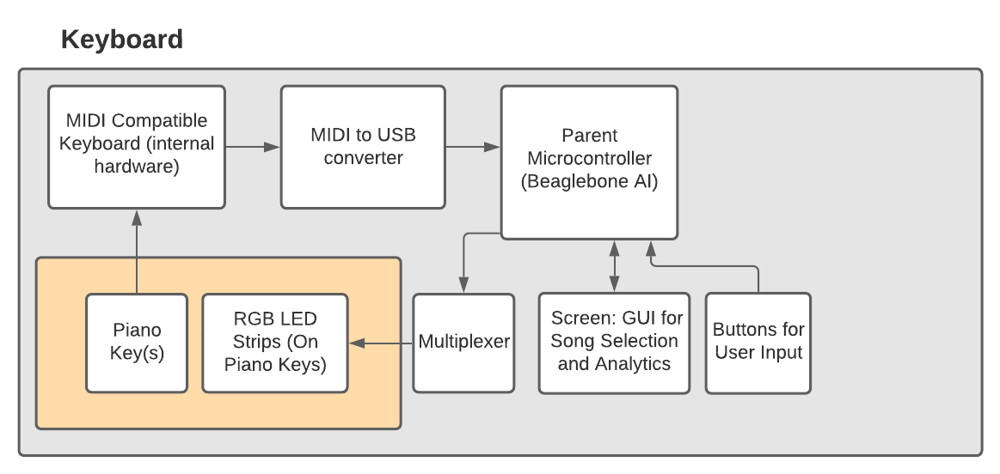 Keyboard
MIDI Compatible
Keyboard (internal
hardware)
MIDI to USB
converter
Parent
Microcontroller
(Beaglebone AI)
Piano
Key(s)
RGB LED
Strips (On
Piano Keys)
Multiplexer
Screen: GUI for
Song Selection
and Analytics
Buttons for
User Input